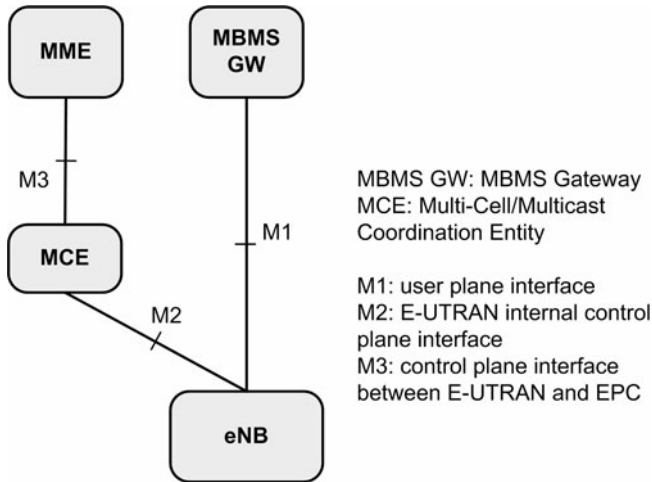 MME
MBMS
GW
M3
M1
MCE
M2
eNB
MBMS GW: MBMS Gateway
MCE: Multi-Cell/Multicast
Coordination Entity
M1: user plane interface
M2: E-UTRAN internal control
plane interface
M3: control plane interface
between E-UTRAN and EPC